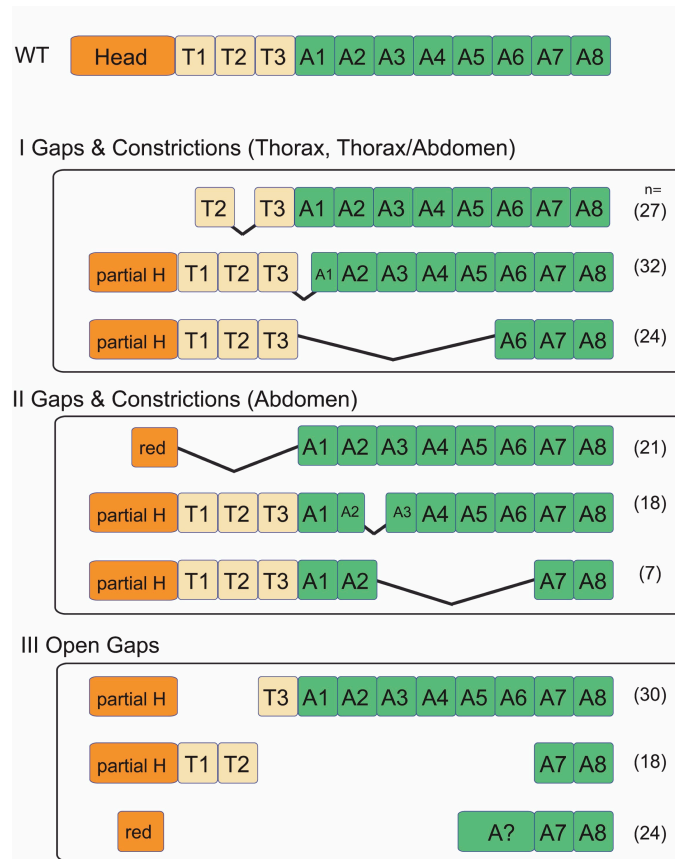 WT Head T1 T2 T3 A1 A2 A3 A4 A5 A6 A7 A8
I Gaps & Constrictions (Thorax, Thorax/Abdomen)
n=
T2 T3 A1 A2 A3 A4 A5 A6 A7 A8 (27)
partial H T1 T2 T3 A1 A2 A3 A4 A5 A6 A7 A8 (32)
partial H T1 T2 T3 A6 A7 A8 (24)
II Gaps & Constrictions (Abdomen)
red A1 A2 A3 A4 A5 A6 A7 A8 (21)
partial H T1 T2 T3 A1 A2 A3 A4 A5 A6 A7 A8 (18)
partial H T1 T2 T3 A1 A2 A7 A8 (7)
III Open Gaps
partial H T3 A1 A2 A3 A4 A5 A6 A7 A8 (30)
partial H T1 T2 A7 A8 (18)
red A? A7 A8 (24)